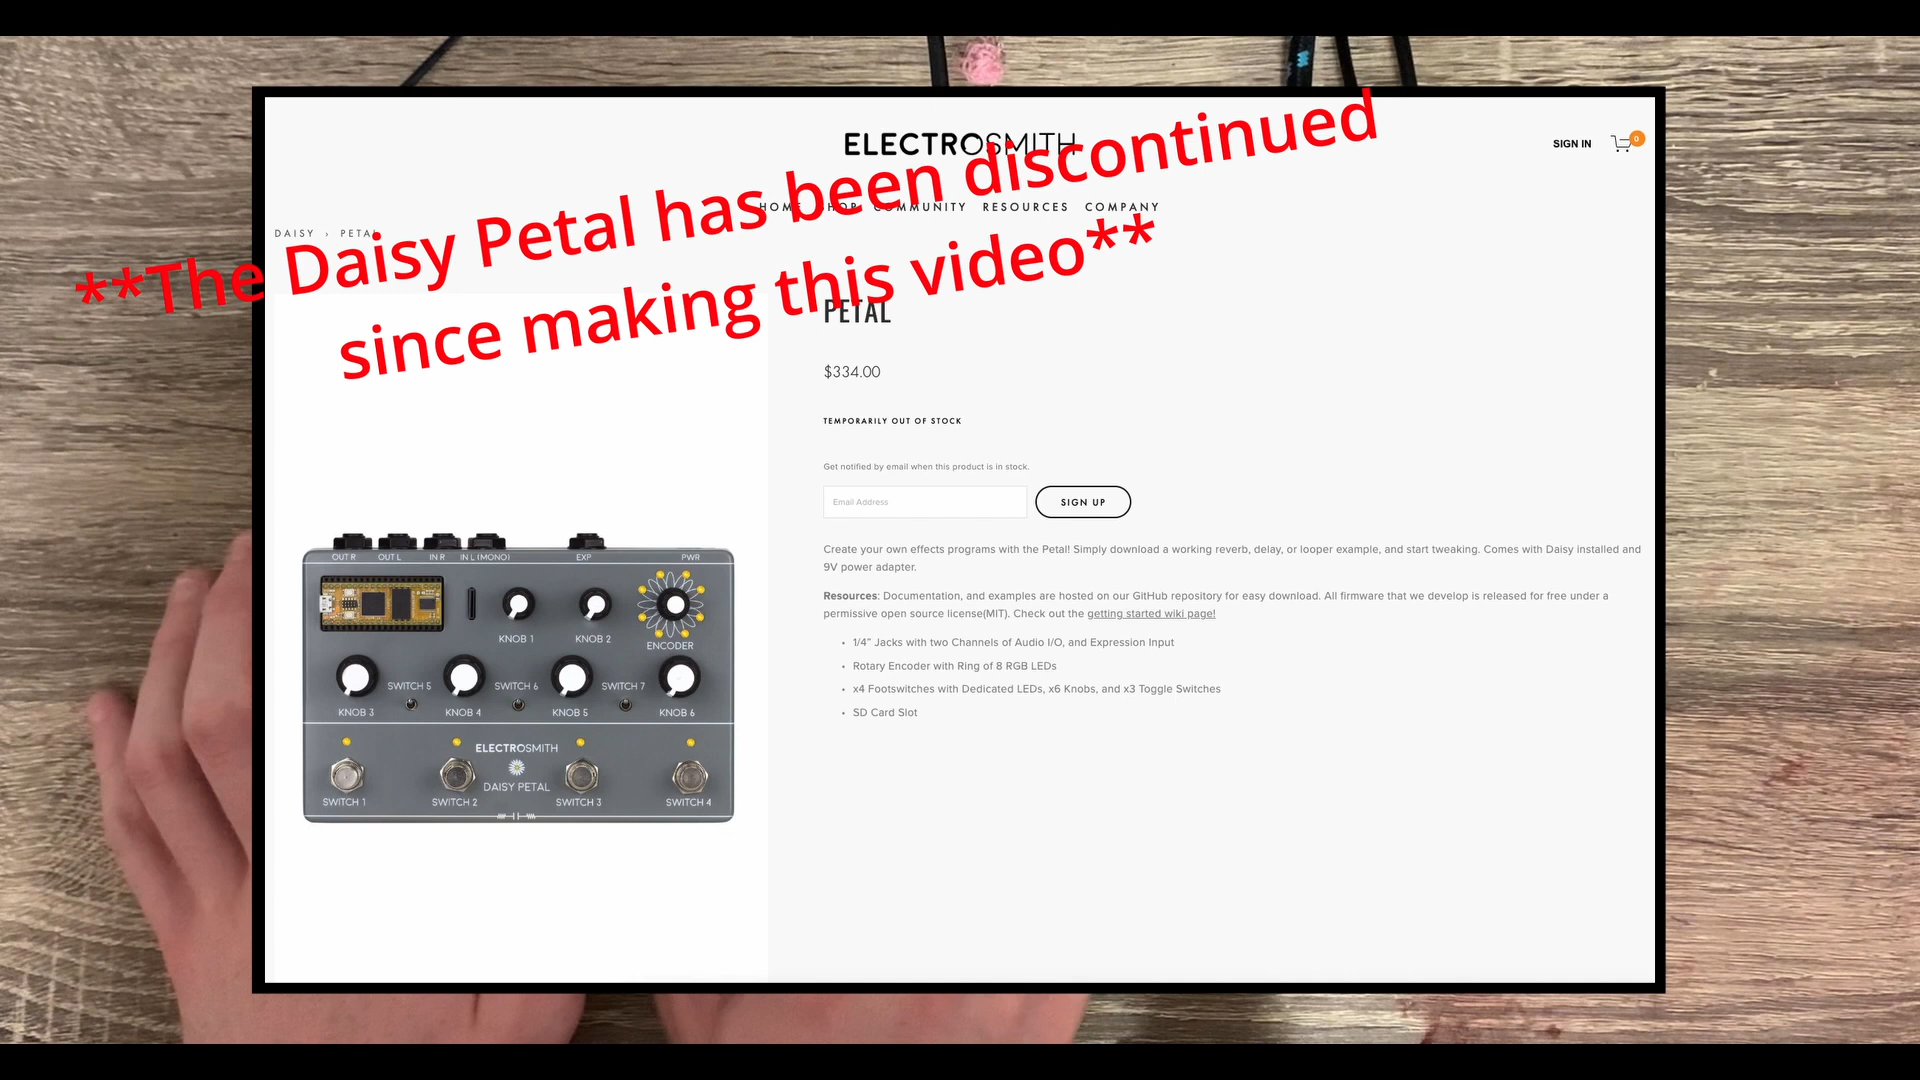 **The Daisy Petal has been discontinued
since making this video**
ELECTROSMITH
SIGN IN
0
HOME SHOP COMMUNITY RESOURCES COMPANY
DAISY › PETAL
PETAL
$334.00
TEMPORARILY OUT OF STOCK
Get notified by email when this product is in stock.
Email Address
SIGN UP
Create your own effects programs with the Petal! Simply download a working reverb, delay, or looper example, and start tweaking. Comes with Daisy installed and
9V power adapter.
Resources: Documentation, and examples are hosted on our GitHub repository for easy download. All firmware that we develop is released for free under a
permissive open source license(MIT). Check out the getting started wiki page!
• 1/4" Jacks with two Channels of Audio I/O, and Expression Input
• Rotary Encoder with Ring of 8 RGB LEDs
• x4 Footswitches with Dedicated LEDs, x6 Knobs, and x3 Toggle Switches
• SD Card Slot
OUT R OUT L IN R IN L (MONO) EXP PWR
KNOB 1 KNOB 2 ENCODER
SWITCH 5 SWITCH 6 SWITCH 7
KNOB 3 KNOB 4 KNOB 5 KNOB 6
ELECTROSMITH
DAISY PETAL
SWITCH 1 SWITCH 2 SWITCH 3 SWITCH 4